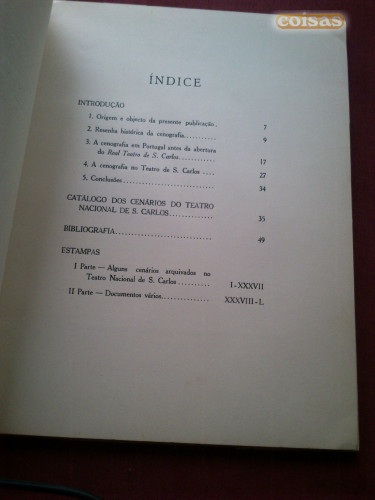 coisas
ÍNDICE
INTRODUÇÃO
1. Origem e objecto da presente publicação . 7
2. Resenha histórica da cenografia........... 9
3. A cenografia em Portugal antes da abertura
do Real Teatro de S. Carlos............... 17
4. A cenografia no Teatro de S. Carlos ...... 27
5. Conclusões ............................ 34
CATÁLOGO DOS CENÁRIOS DO TEATRO
NACIONAL DE S. CARLOS............. 35
BIBLIOGRAFIA........................... 49
ESTAMPAS
I Parte — Alguns cenários arquivados no
Teatro Nacional de S. Carlos .......... I-XXXVII
II Parte — Documentos vários............... XXXVIII-L